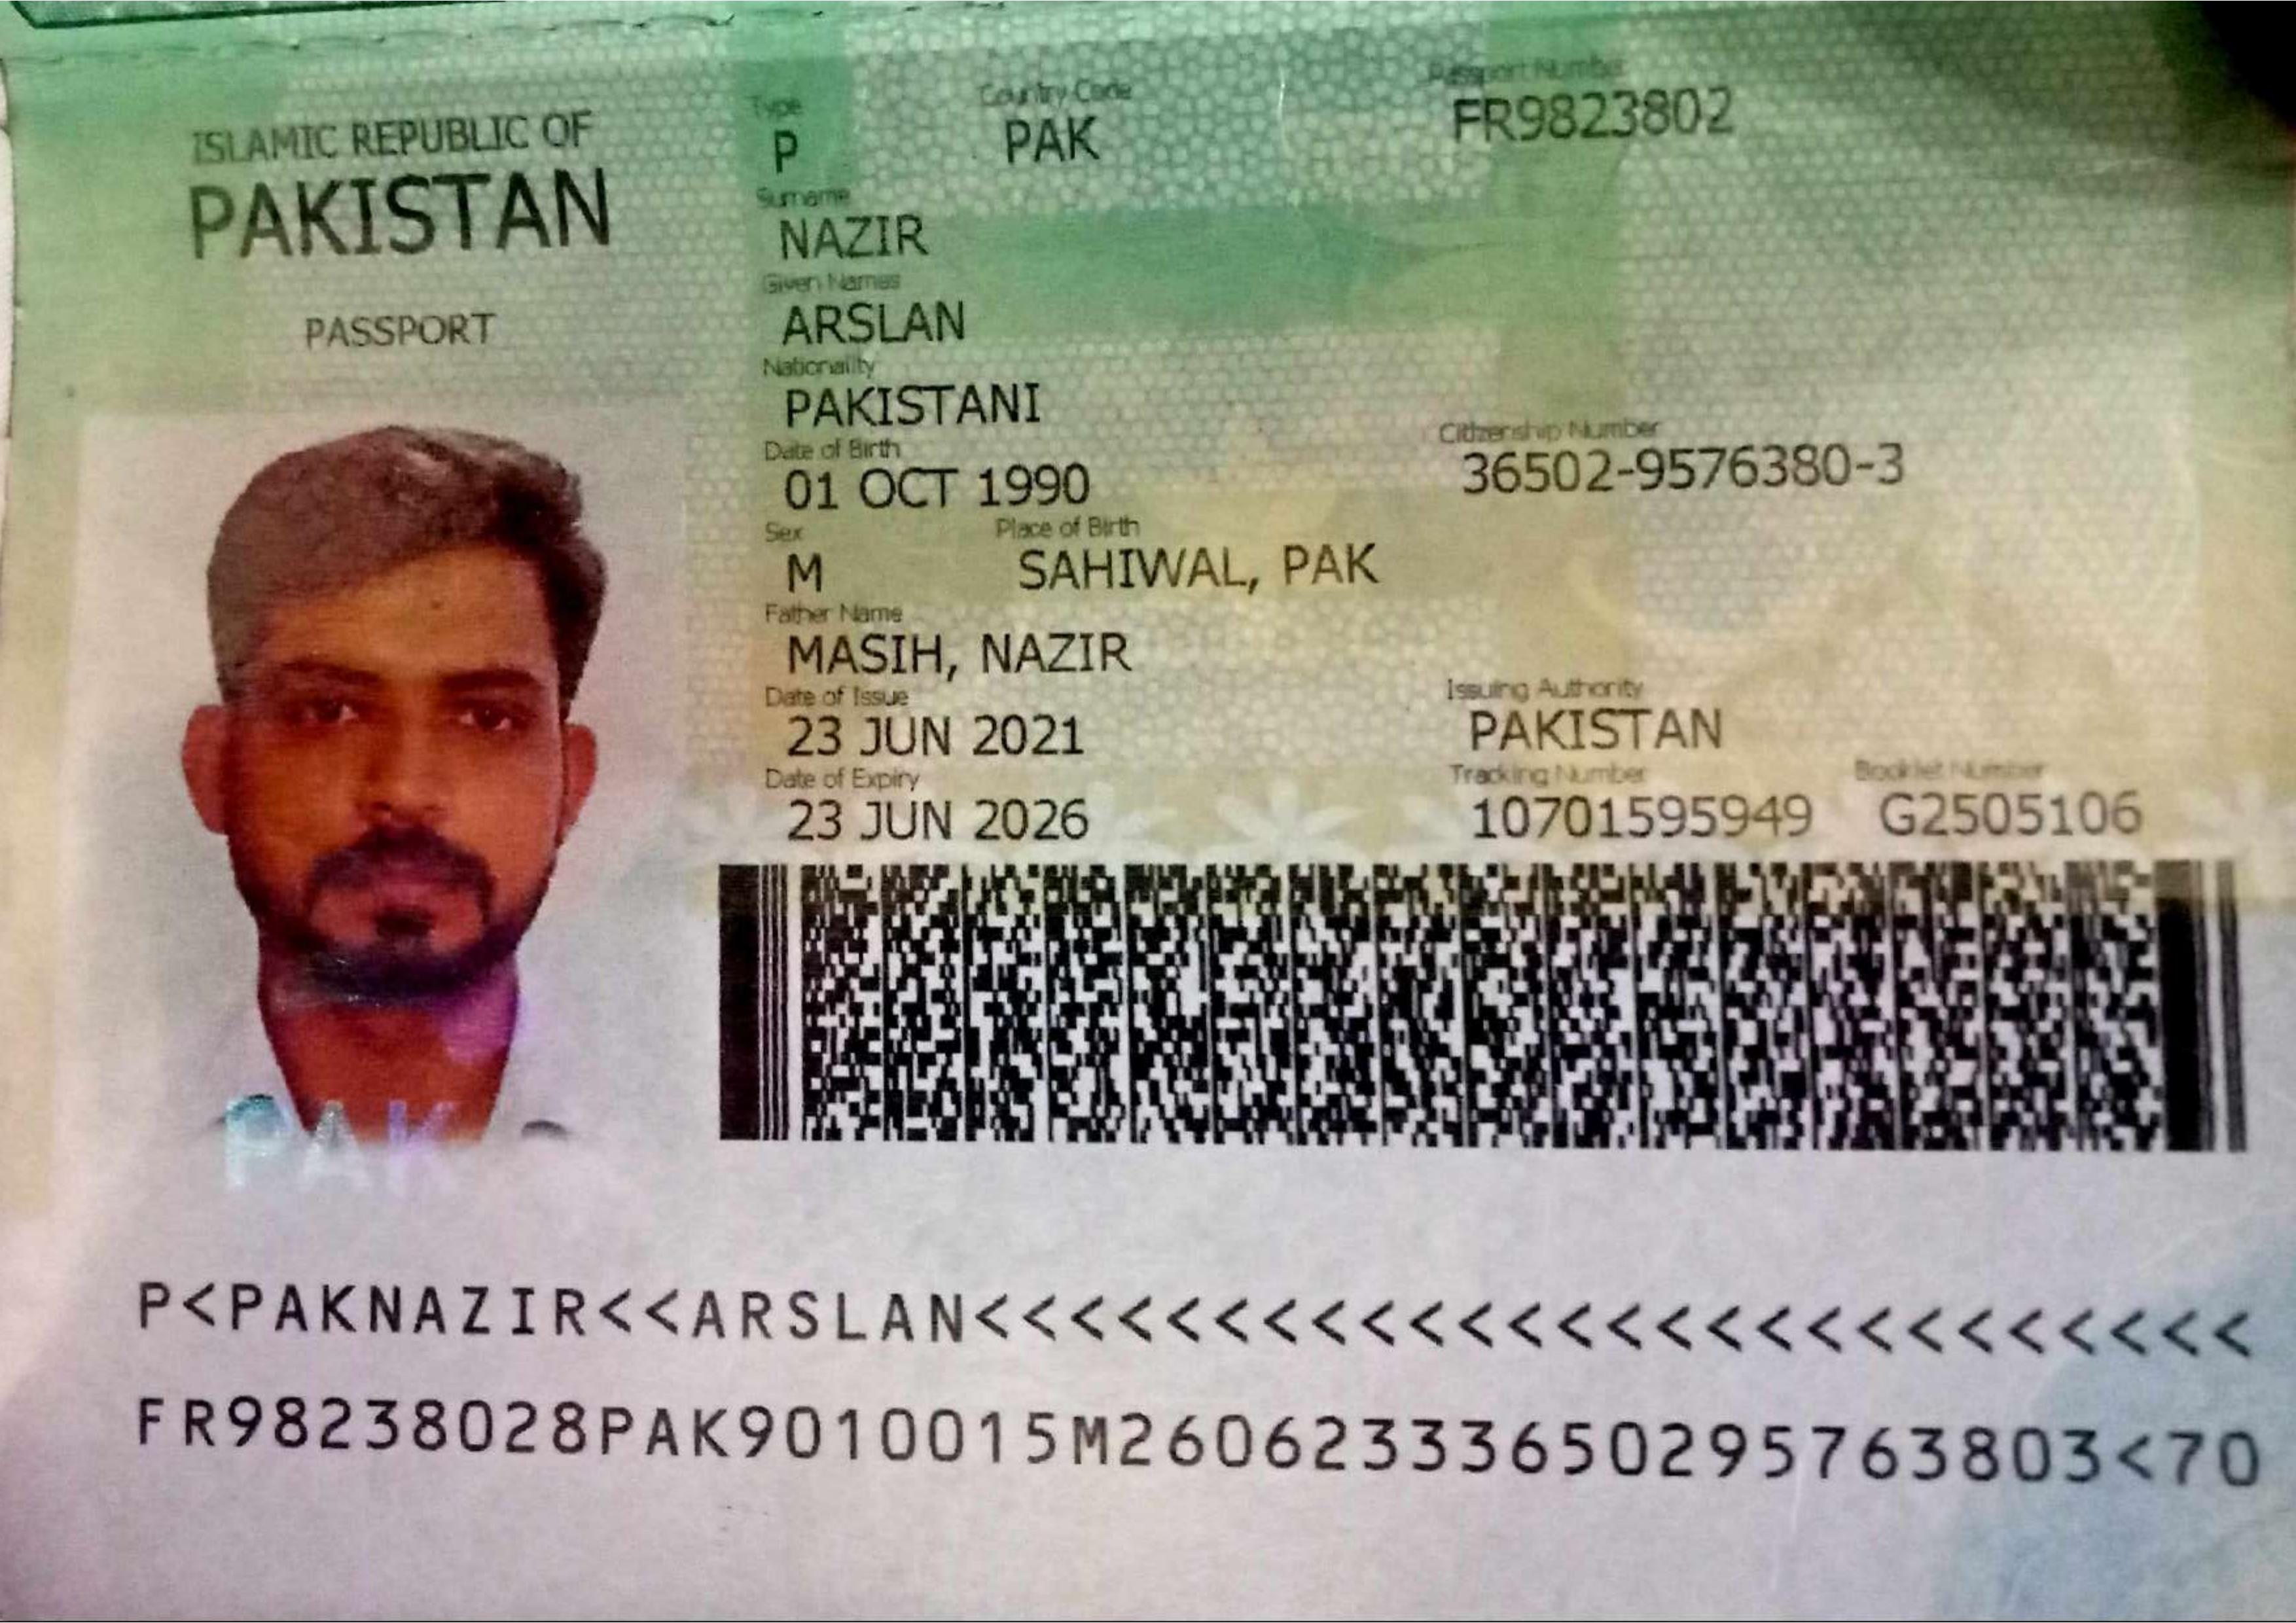 ISLAMIC REPUBLIC OF
PAKISTAN
PASSPORT
Type Country Code Passport Number
P PAK FR9823802
Surname
NAZIR
Given Names
ARSLAN
Nationality
PAKISTANI
Date of Birth Citizenship Number
01 OCT 1990 36502-9576380-3
Sex Place of Birth
M SAHIWAL, PAK
Father Name
MASIH, NAZIR
Date of Issue Issuing Authority
23 JUN 2021 PAKISTAN
Date of Expiry Tracking Number Booklet Number
23 JUN 2026 10701595949 G2505106
PAK
P<PAKNAZIR<<ARSLAN<<<<<<<<<<<<<<<<<<<<<<<<<<
FR98238028PAK9010015M26062333650295763803<70